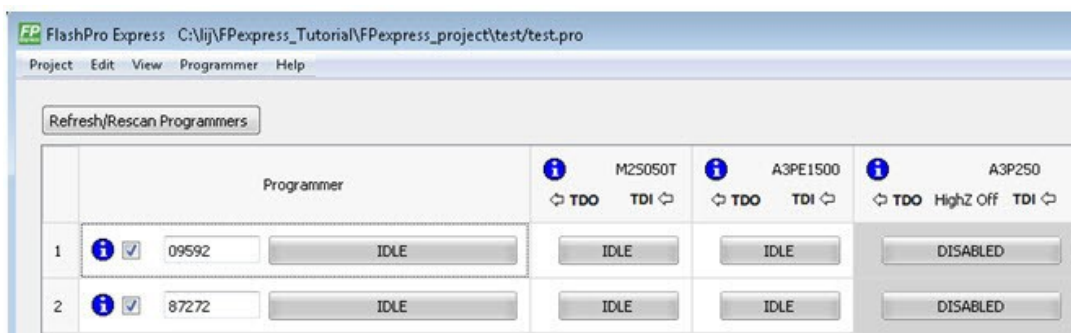 FP FlashPro Express C:\lij\FPexpress_Tutorial\FPexpress_project\test/test.pro
Project Edit View Programmer Help
Refresh/Rescan Programmers
Programmer
M2S050T
TDO TDI
A3PE1500
TDO TDI
A3P250
TDO HighZ Off TDI
1 09592 IDLE IDLE IDLE DISABLED
2 87272 IDLE IDLE IDLE DISABLED